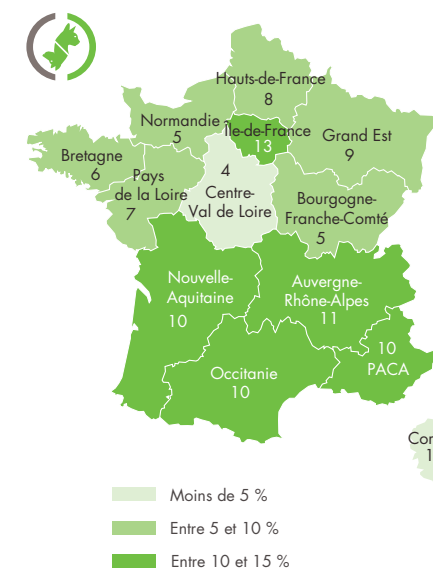 Hauts-de-France
8
Normandie
5
Île-de-France
13
Grand Est
9
Bretagne
6
Pays
de la Loire
7
4
Centre-
Val de Loire
Bourgogne-
Franche-Comté
5
Nouvelle-
Aquitaine
10
Auvergne-
Rhône-Alpes
11
Occitanie
10
10
PACA
Cor
1
Moins de 5 %
Entre 5 et 10 %
Entre 10 et 15 %